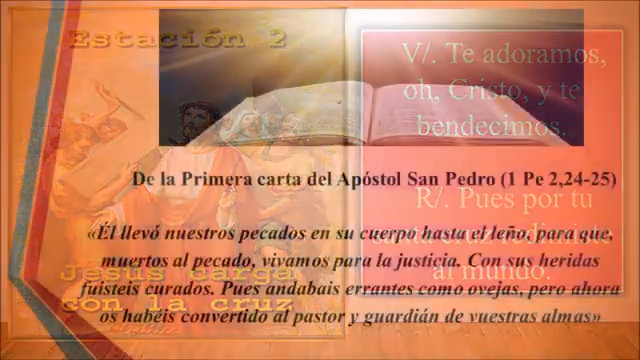 Estación 2
V/. Te adoramos,
oh, Cristo, y te
bendecimos.
De la Primera carta del Apóstol San Pedro (1 Pe 2,24-25)
R/. Pues por tu
santa cruz redimiste
al mundo.
«Él llevó nuestros pecados en su cuerpo hasta el leño, para que,
muertos al pecado, vivamos para la justicia. Con sus heridas
fuisteis curados. Pues andabais errantes como ovejas, pero ahora
os habéis convertido al pastor y guardián de vuestras almas»
Jesús carga
con la cruz